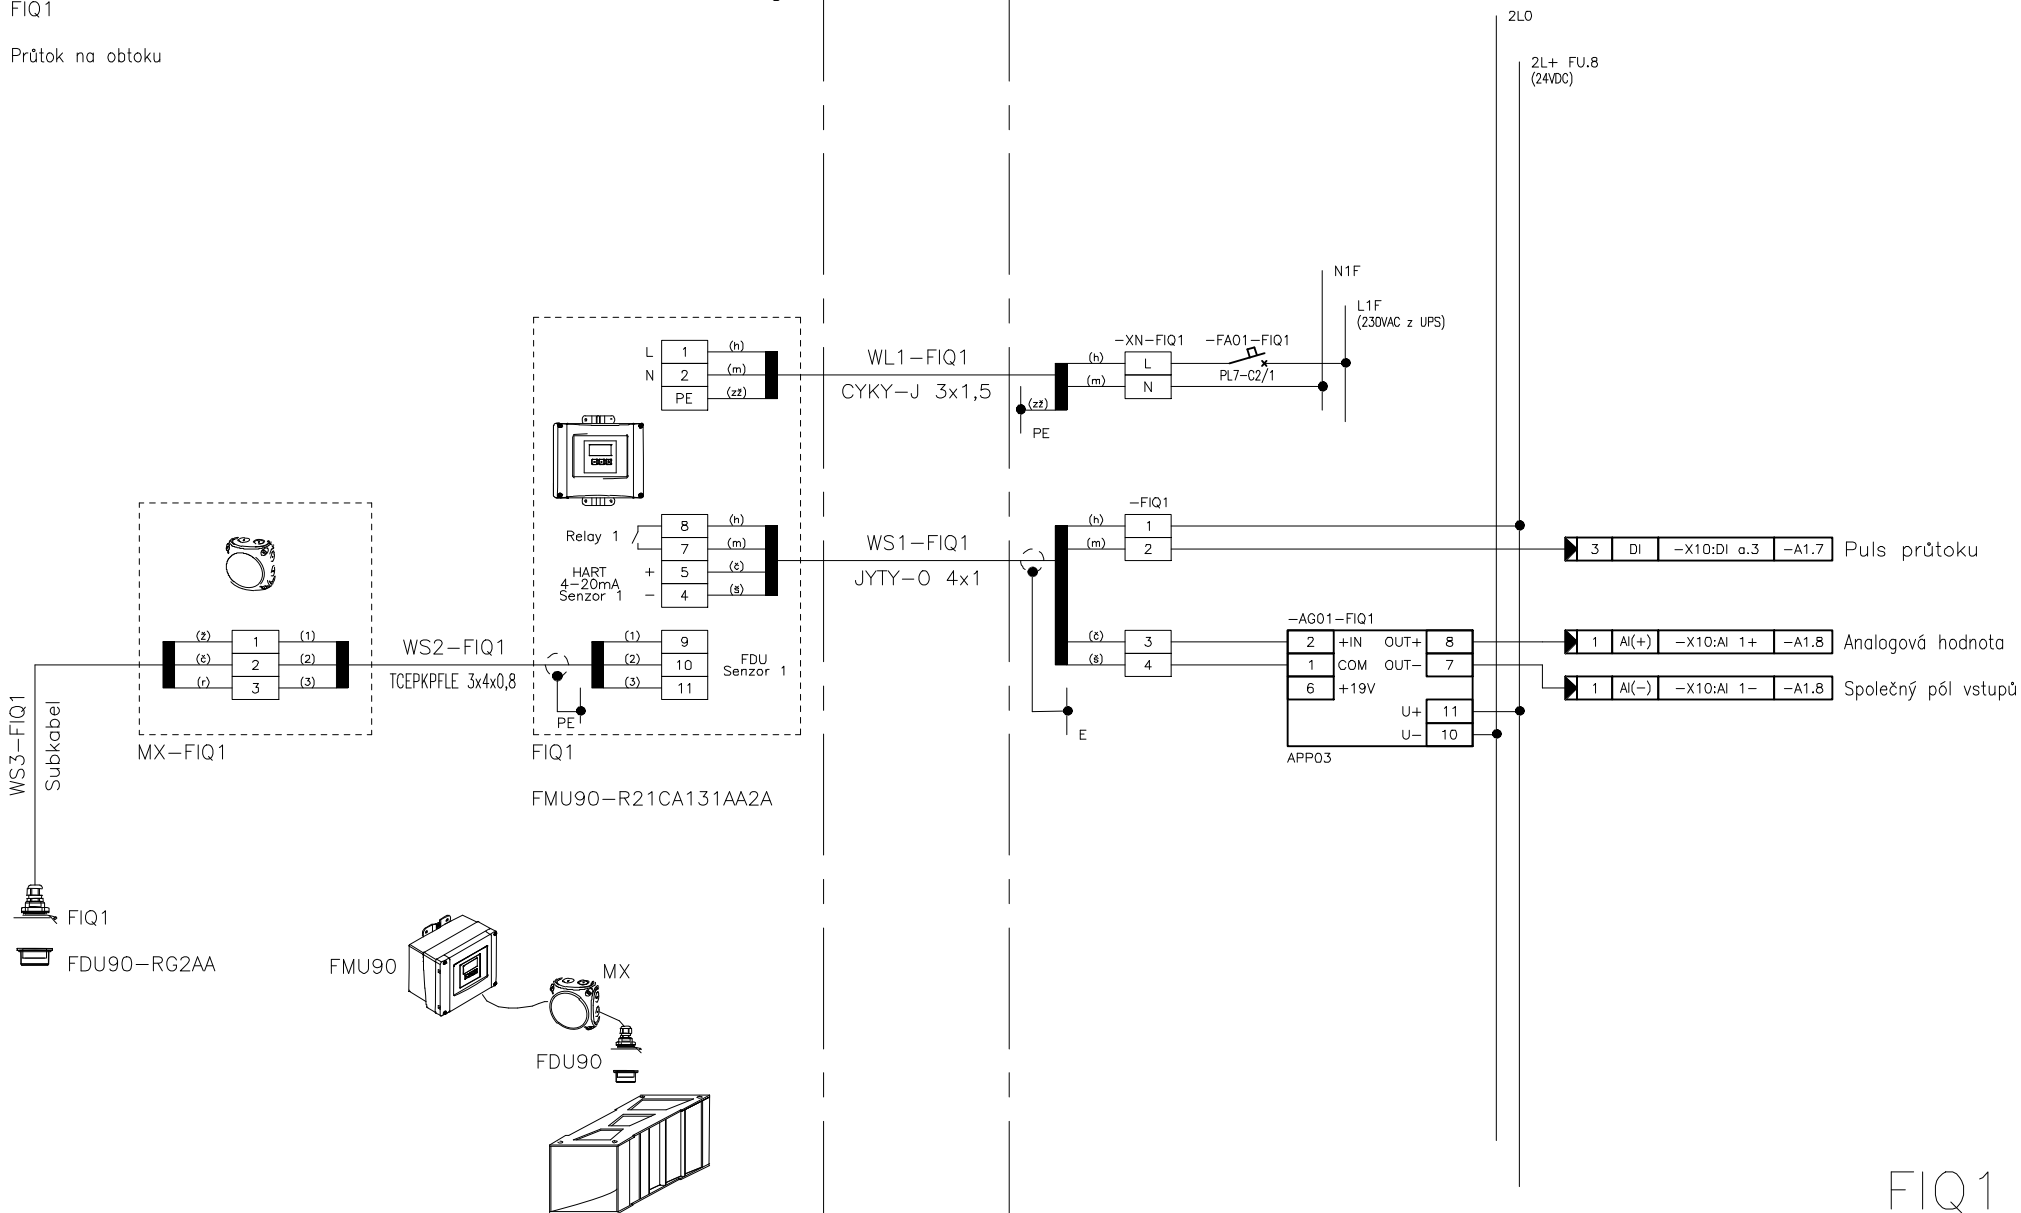 FIQ1
Průtok na obtoku
2L0
2L+ FU.8
(24VDC)
N1F
L1F
(230VAC z UPS)
-XN-FIQ1
-FA01-FIQ1
PL7-C2/1
L 1 (h)
N 2 (m)
PE (zž)
WL1-FIQ1
CYKY-J 3x1,5
(h) L
(m) N
(zž)
PE
-FIQ1
Relay 1
8 (h)
7 (m)
HART
4-20mA
Senzor 1
+ 5 (č)
- 4 (š)
WS1-FIQ1
JYTY-O 4x1
(h) 1
(m) 2
3 DI -X10:DI a.3 -A1.7 Puls průtoku
-AG01-FIQ1
(č) 3
(š) 4
2 +IN OUT+ 8
1 COM OUT- 7
6 +19V
U+ 11
U- 10
APP03
1 AI(+) -X10:AI 1+ -A1.8 Analogová hodnota
1 AI(-) -X10:AI 1- -A1.8 Společný pól vstupů
E
(ž) 1 (1)
(č) 2 (2)
(r) 3 (3)
MX-FIQ1
WS2-FIQ1
TCEPKPFLE 3x4x0,8
(1) 9
(2) 10
(3) 11
FDU
Senzor 1
PE
FIQ1
FMU90-R21CA131AA2A
WS3-FIQ1
Subkabel
FIQ1
FDU90-RG2AA
FMU90
MX
FDU90
FIQ1